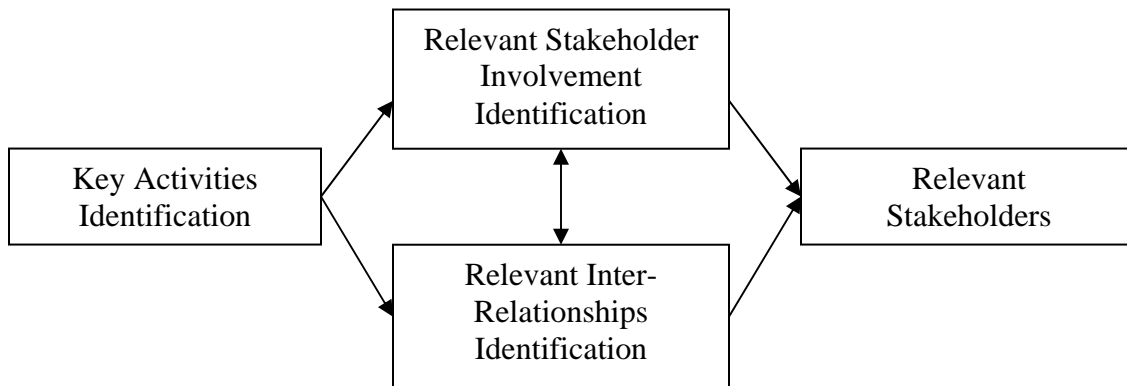 Relevant Stakeholder
Involvement
Identification
Key Activities
Identification
Relevant
Stakeholders
Relevant Inter-
Relationships
Identification